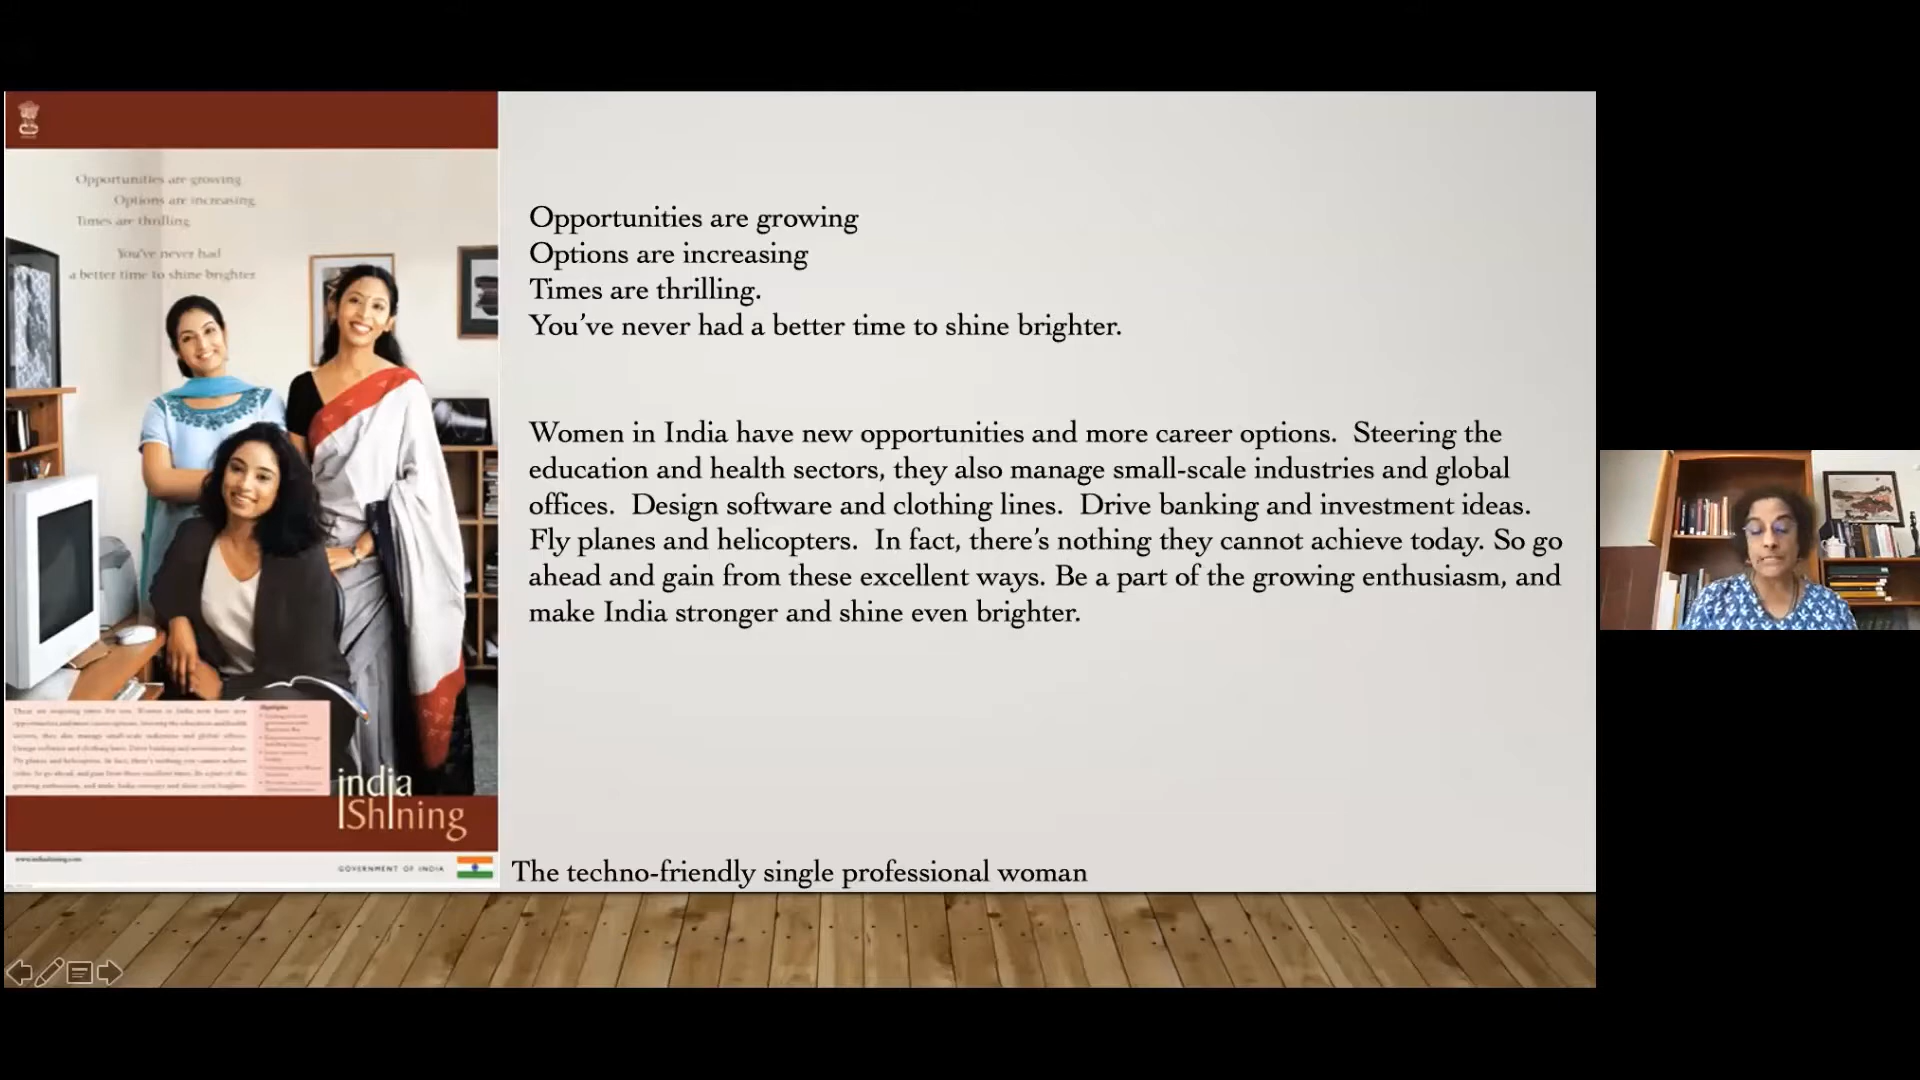 Opportunities are growing
Options are increasing
Times are thrilling
You've never had
a better time to shine brighter
Opportunities are growing
Options are increasing
Times are thrilling.
You've never had a better time to shine brighter.
Women in India have new opportunities and more career options. Steering the
education and health sectors, they also manage small-scale industries and global
offices. Design software and clothing lines. Drive banking and investment ideas.
Fly planes and helicopters. In fact, there's nothing they cannot achieve today. So go
ahead and gain from these excellent ways. Be a part of the growing enthusiasm, and
make India stronger and shine even brighter.
india
Shining
www.indiashining.com
GOVERNMENT OF INDIA
The techno-friendly single professional woman